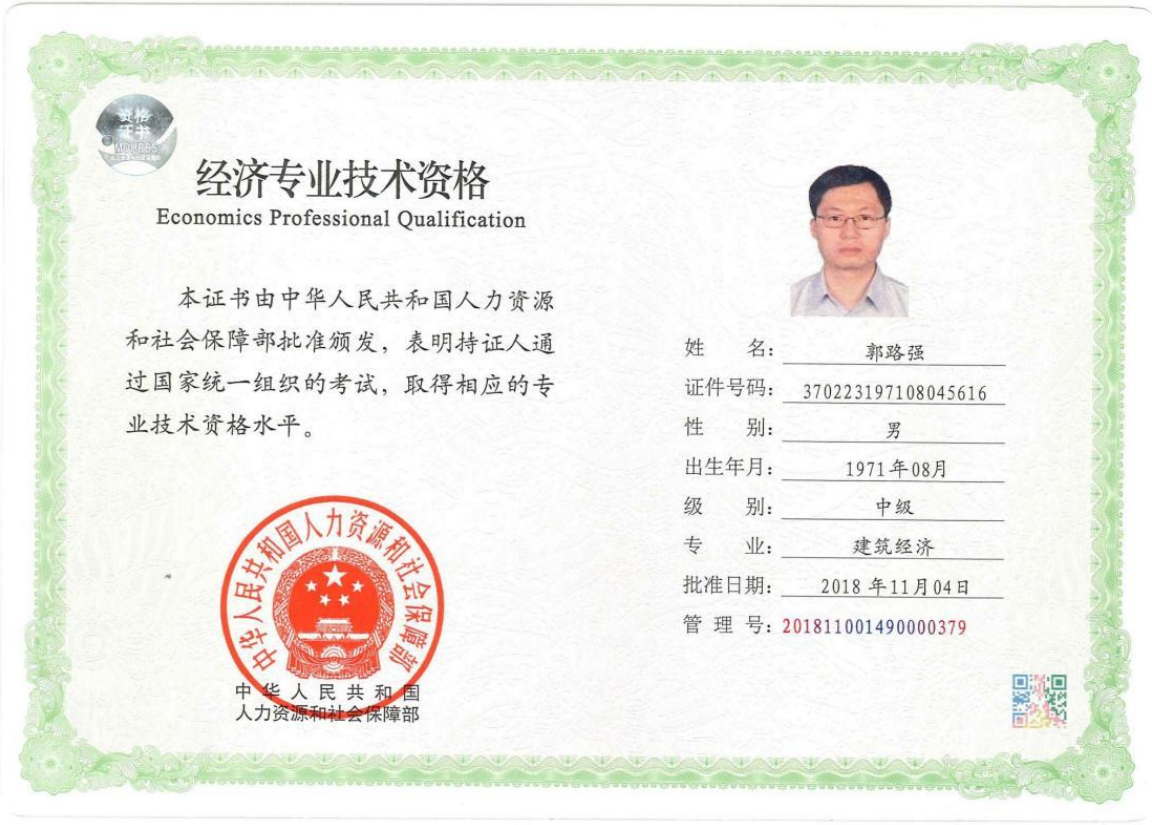 资格
证书
MOHRSS
经济专业技术资格
Economics Professional Qualification
本证书由中华人民共和国人力资源
和社会保障部批准颁发，表明持证人通
过国家统一组织的考试，取得相应的专
业技术资格水平。
中华人民共和国人力资源和社会保障部
中华人民共和国
人力资源和社会保障部
姓 名：郭路强
证件号码：370223197108045616
性 别：男
出生年月：1971年08月
级 别：中级
专 业：建筑经济
批准日期：2018年11月04日
管 理 号：201811001490000379